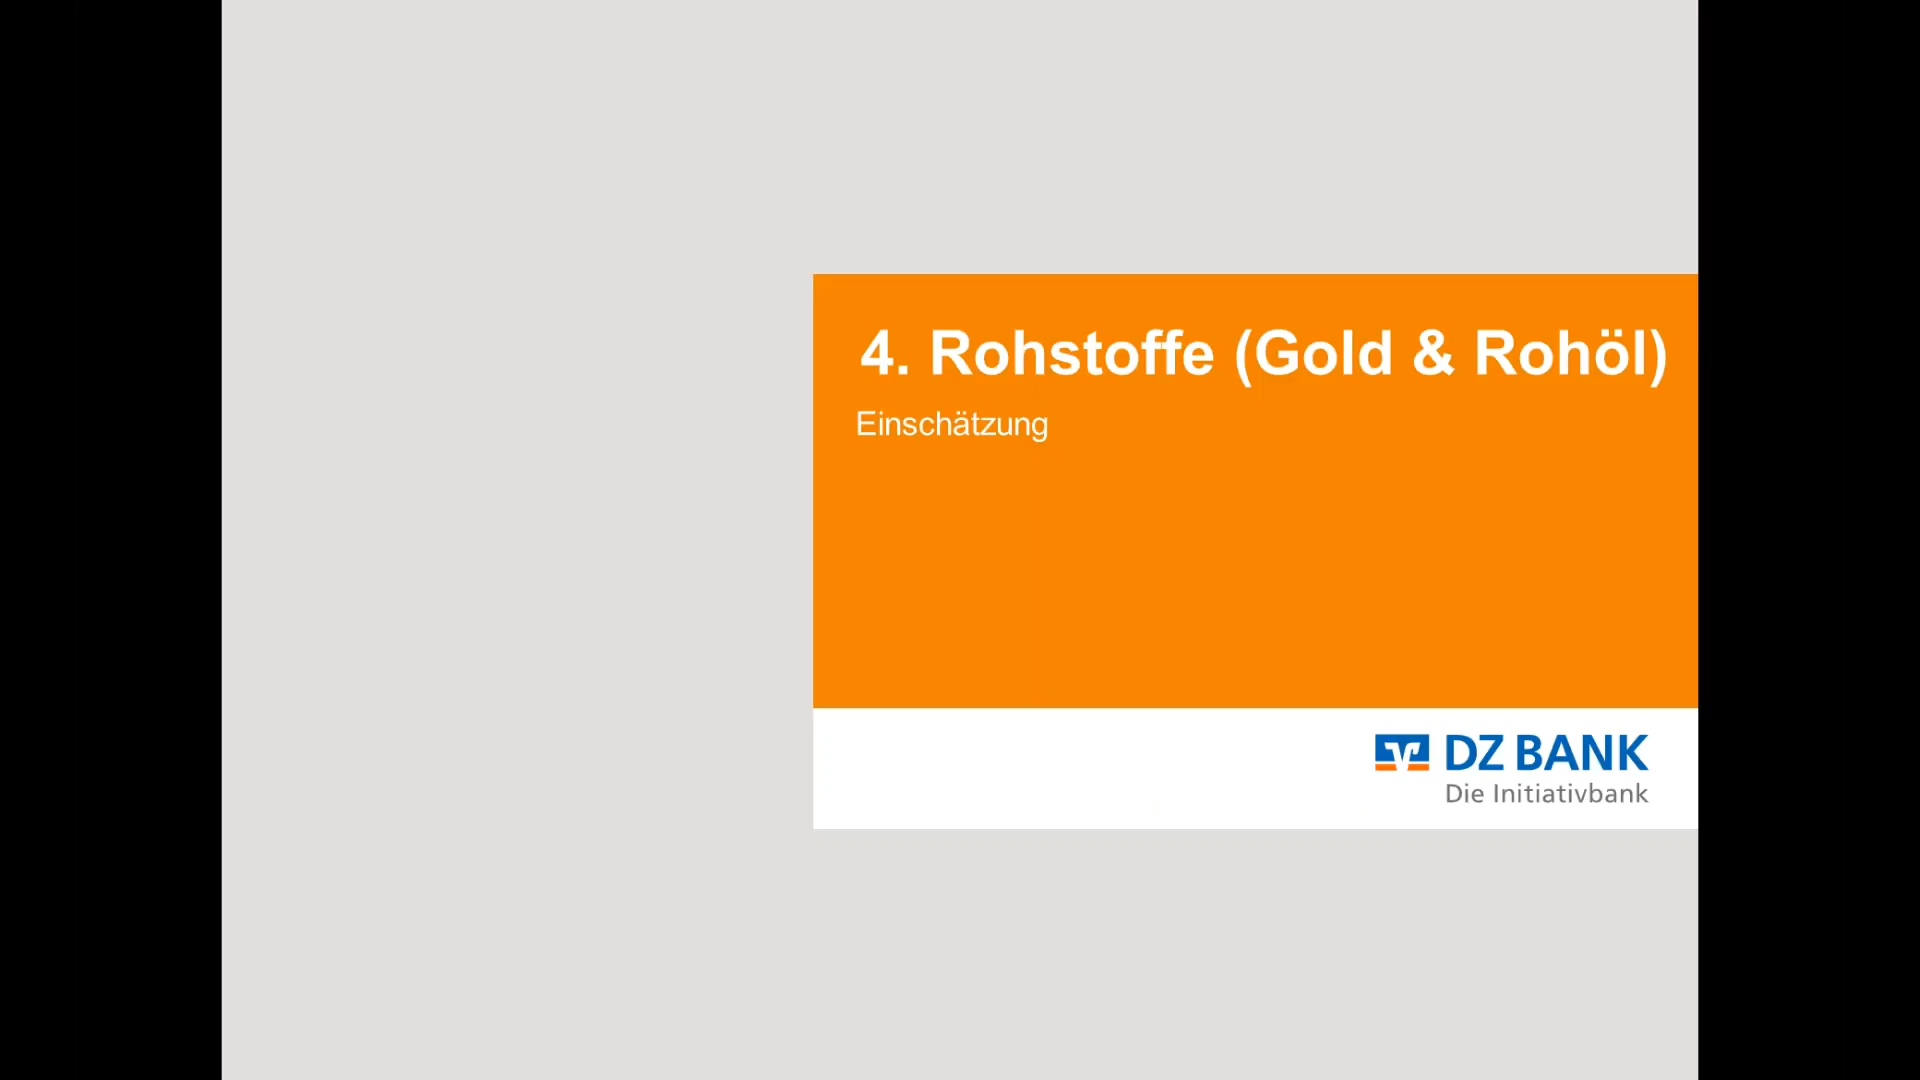 4. Rohstoffe (Gold & Rohöl)
Einschätzung
DZ BANK
Die Initiativbank